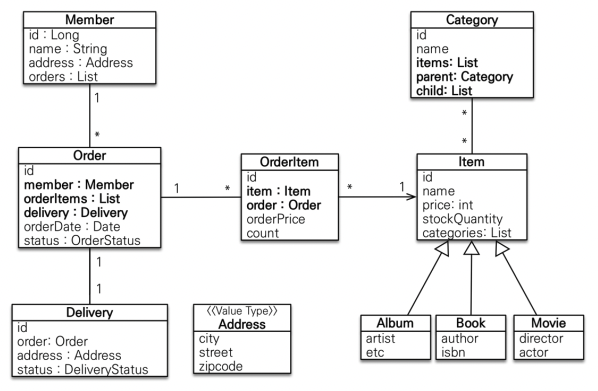 Member
id : Long
name : String
address : Address
orders : List
Category
id
name
items: List
parent: Category
child: List
1
*
*
*
Order
id
member : Member
orderItems : List
delivery : Delivery
orderDate : Date
status : OrderStatus
1
*
OrderItem
id
item : Item
order : Order
orderPrice
count
*
1
Item
id
name
price: int
stockQuantity
categories: List
1
1
Delivery
id
order: Order
address : Address
status : DeliveryStatus
⟨⟨Value Type⟩⟩
Address
city
street
zipcode
Album
artist
etc
Book
author
isbn
Movie
director
actor